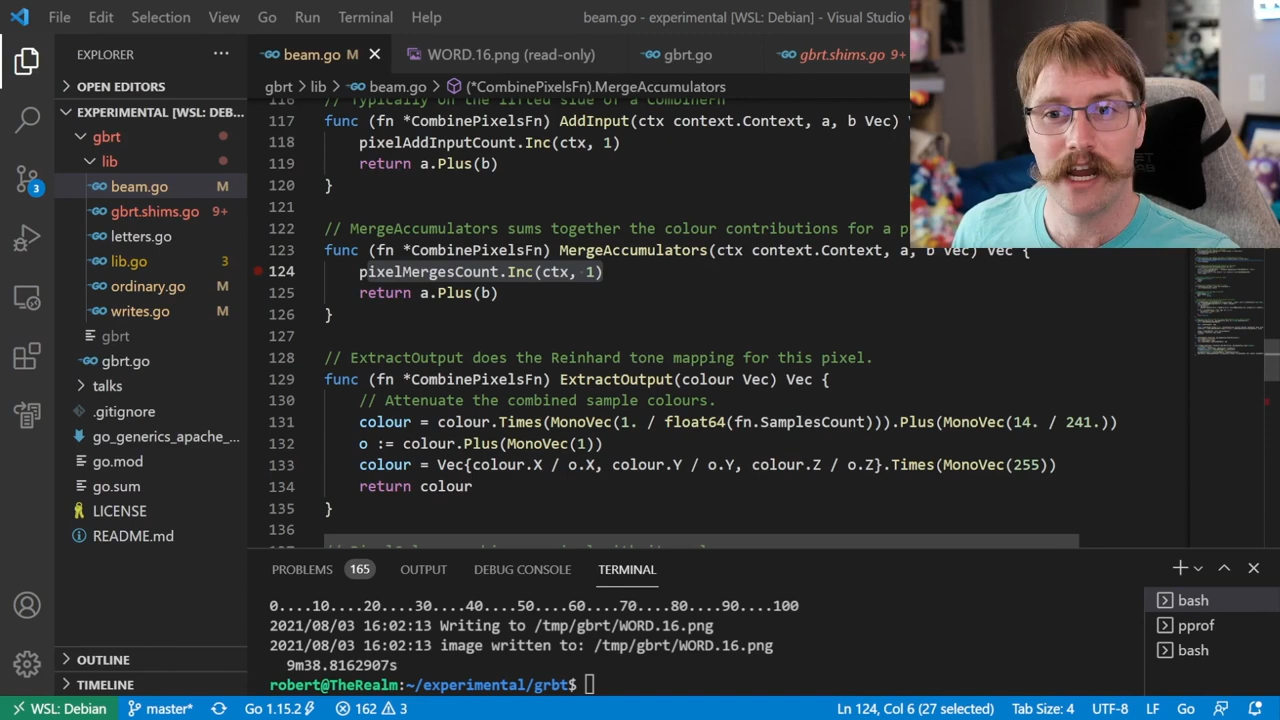 File Edit Selection View Go Run Terminal Help beam.go - experimental [WSL: Debian] - Visual Studio
EXPLORER ··· beam.go M WORD.16.png (read-only) gbrt.go gbrt.shims.go 9+
gbrt > lib > beam.go > (*CombinePixelsFn).MergeAccumulators
OPEN EDITORS
EXPERIMENTAL [WSL: DEB...
gbrt
lib
beam.go M
gbrt.shims.go 9+
letters.go
lib.go 3
ordinary.go M
writes.go M
gbrt
gbrt.go
talks
.gitignore
go_generics_apache_...
go.mod
go.sum
LICENSE
README.md
OUTLINE
TIMELINE
3
116 // Typically on the lifted side of a CombineFn
117 func (fn *CombinePixelsFn) AddInput(ctx context.Context, a, b Vec)
118 pixelAddInputCount.Inc(ctx, 1)
119 return a.Plus(b)
120 }
121
122 // MergeAccumulators sums together the colour contributions for a p
123 func (fn *CombinePixelsFn) MergeAccumulators(ctx context.Context, a, b Vec) Vec {
124 pixelMergesCount.Inc(ctx, 1)
125 return a.Plus(b)
126 }
127
128 // ExtractOutput does the Reinhard tone mapping for this pixel.
129 func (fn *CombinePixelsFn) ExtractOutput(colour Vec) Vec {
130 // Attenuate the combined sample colours.
131 colour = colour.Times(MonoVec(1. / float64(fn.SamplesCount))).Plus(MonoVec(14. / 241.))
132 o := colour.Plus(MonoVec(1))
133 colour = Vec{colour.X / o.X, colour.Y / o.Y, colour.Z / o.Z}.Times(MonoVec(255))
134 return colour
135 }
136
PROBLEMS 165 OUTPUT DEBUG CONSOLE TERMINAL
0....10....20....30....40....50....60....70....80....90....100
2021/08/03 16:02:13 Writing to /tmp/gbrt/WORD.16.png
2021/08/03 16:02:13 image written to: /tmp/gbrt/WORD.16.png
9m38.8162907s
robert@TheRealm:~/experimental/grbt$
bash
pprof
bash
WSL: Debian master* Go 1.15.2 162 3 Ln 124, Col 6 (27 selected) Tab Size: 4 UTF-8 LF Go